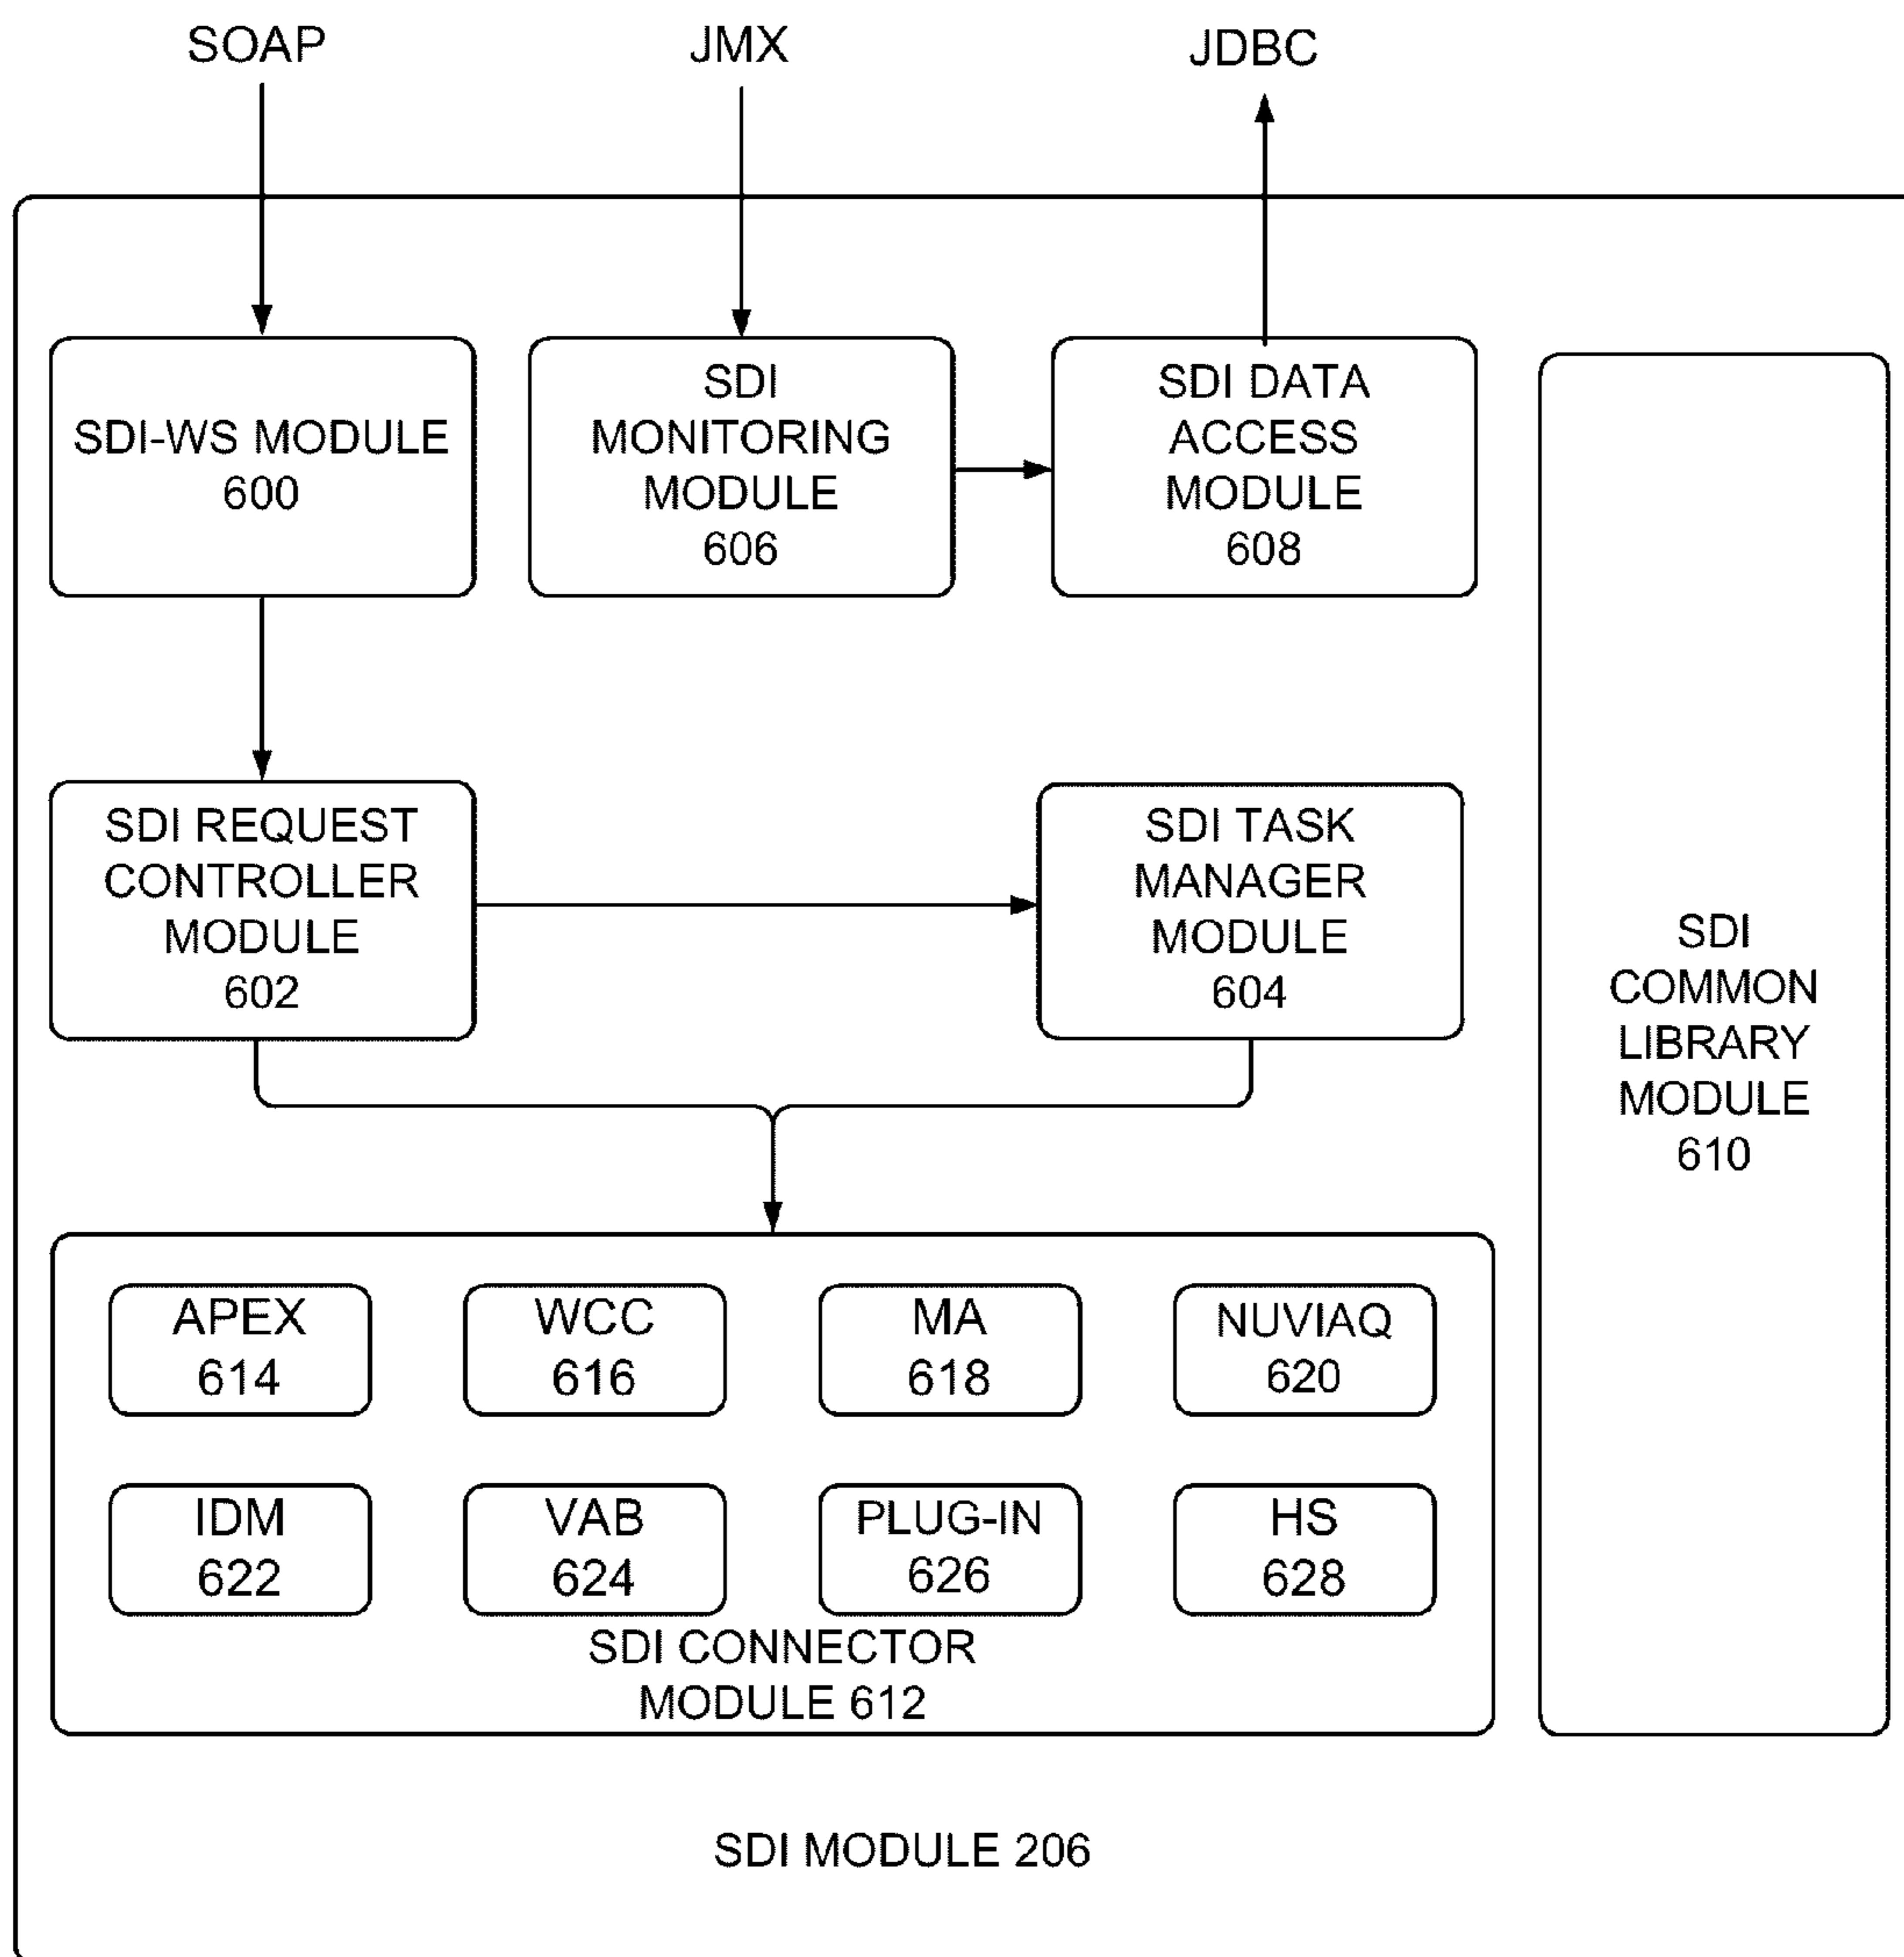 SOAP
JMX
JDBC
SDI-WS MODULE
600
SDI
MONITORING
MODULE
606
SDI DATA
ACCESS
MODULE
608
SDI REQUEST
CONTROLLER
MODULE
602
SDI TASK
MANAGER
MODULE
604
SDI
COMMON
LIBRARY
MODULE
610
APEX
614
WCC
616
MA
618
NUVIAQ
620
IDM
622
VAB
624
PLUG-IN
626
HS
628
SDI CONNECTOR
MODULE 612
SDI MODULE 206